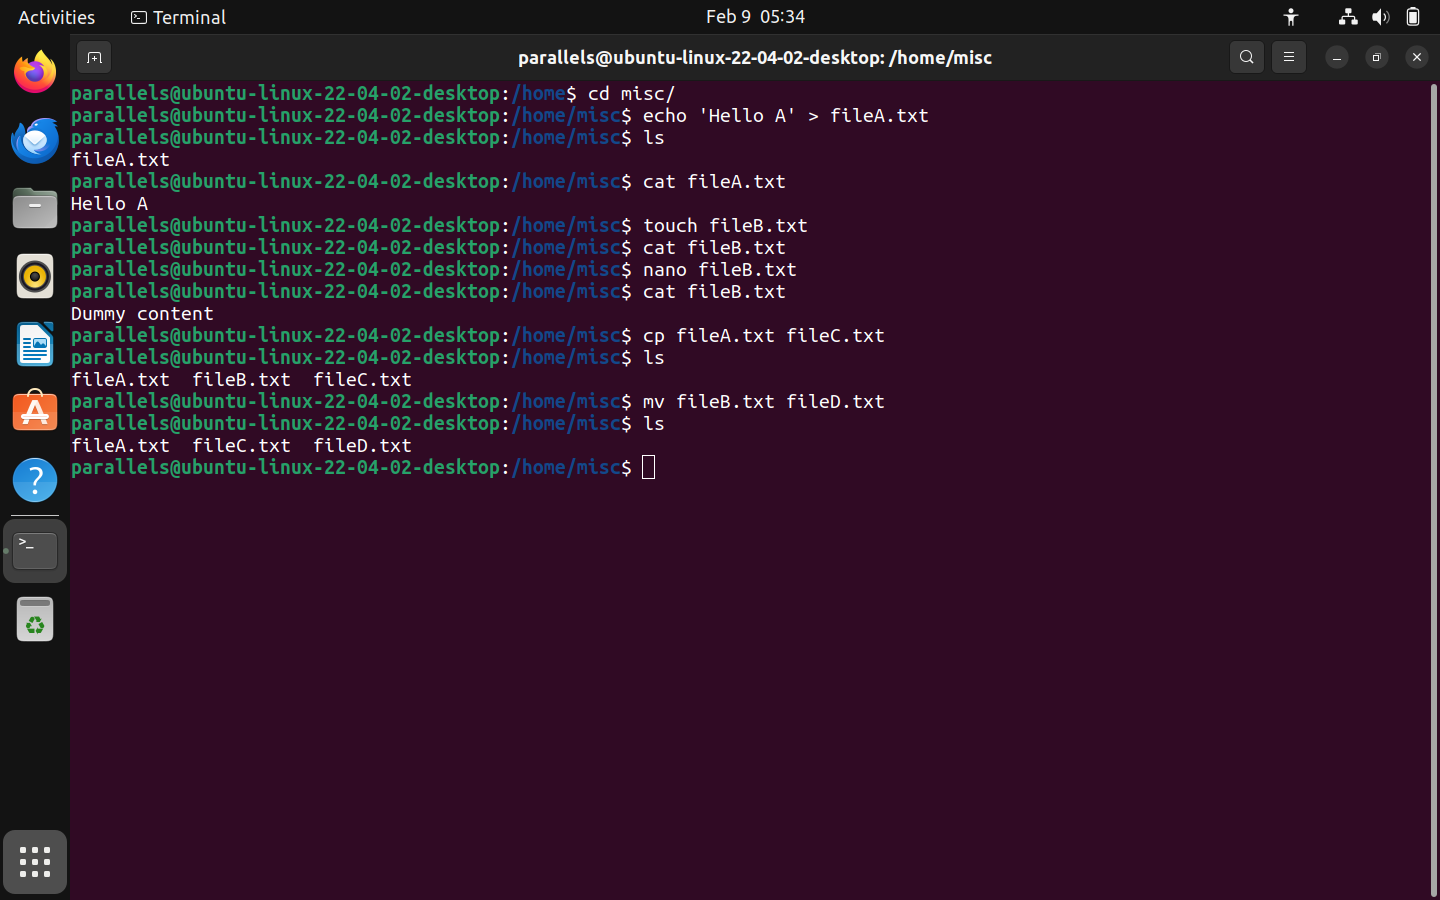 Activities Terminal Feb 9 05:34
parallels@ubuntu-linux-22-04-02-desktop: /home/misc
parallels@ubuntu-linux-22-04-02-desktop:/home$ cd misc/
parallels@ubuntu-linux-22-04-02-desktop:/home/misc$ echo 'Hello A' > fileA.txt
parallels@ubuntu-linux-22-04-02-desktop:/home/misc$ ls
fileA.txt
parallels@ubuntu-linux-22-04-02-desktop:/home/misc$ cat fileA.txt
Hello A
parallels@ubuntu-linux-22-04-02-desktop:/home/misc$ touch fileB.txt
parallels@ubuntu-linux-22-04-02-desktop:/home/misc$ cat fileB.txt
parallels@ubuntu-linux-22-04-02-desktop:/home/misc$ nano fileB.txt
parallels@ubuntu-linux-22-04-02-desktop:/home/misc$ cat fileB.txt
Dummy content
parallels@ubuntu-linux-22-04-02-desktop:/home/misc$ cp fileA.txt fileC.txt
parallels@ubuntu-linux-22-04-02-desktop:/home/misc$ ls
fileA.txt  fileB.txt  fileC.txt
parallels@ubuntu-linux-22-04-02-desktop:/home/misc$ mv fileB.txt fileD.txt
parallels@ubuntu-linux-22-04-02-desktop:/home/misc$ ls
fileA.txt  fileC.txt  fileD.txt
parallels@ubuntu-linux-22-04-02-desktop:/home/misc$